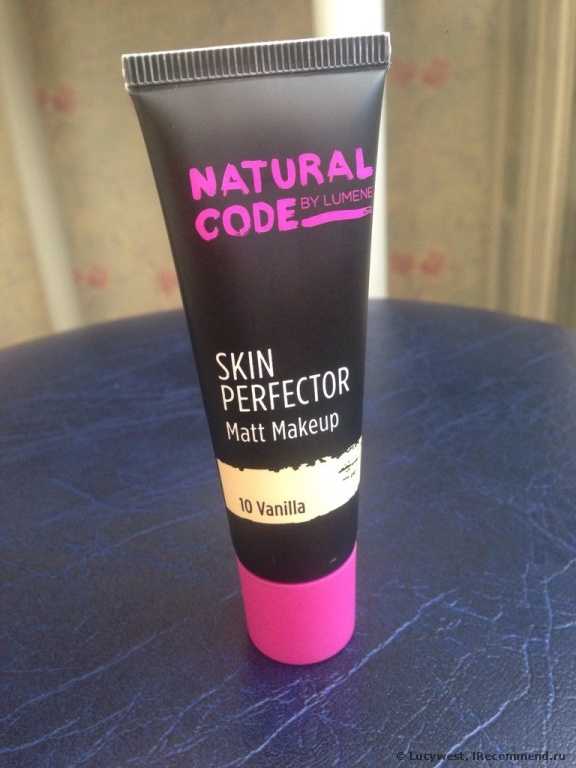 NATURAL
CODE BY LUMENE
SKIN
PERFECTOR
Matt Makeup
10 Vanilla
© Lucywest, IRecommend.ru